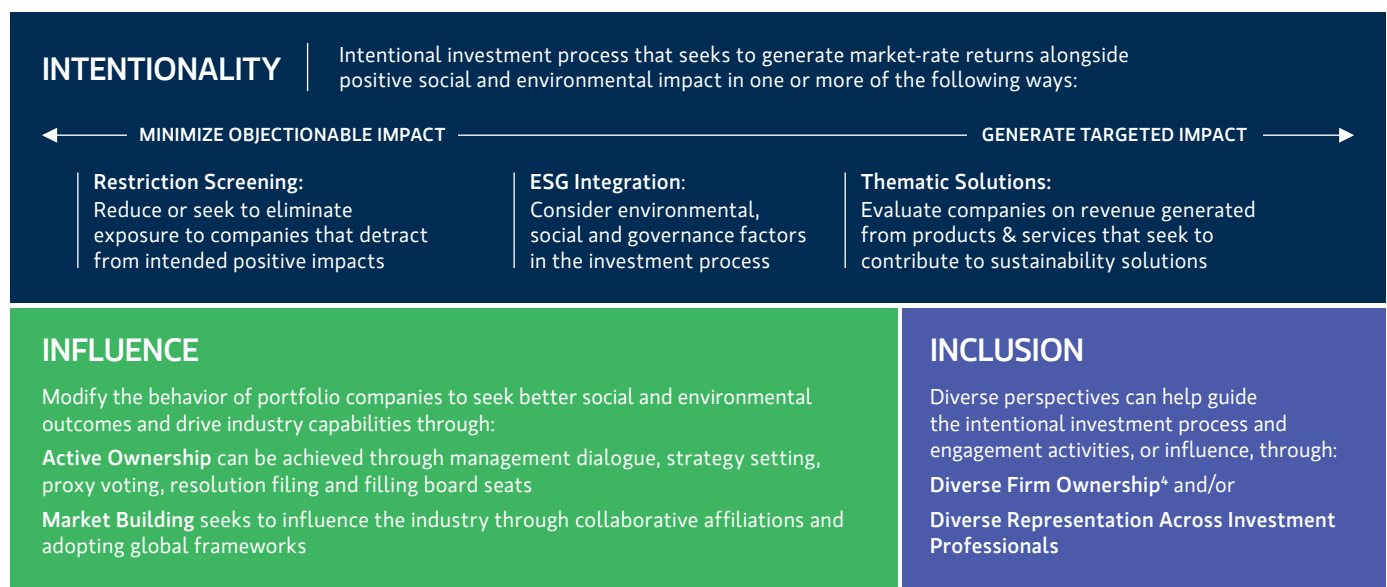 INTENTIONALITY
Intentional investment process that seeks to generate market-rate returns alongside
positive social and environmental impact in one or more of the following ways:
MINIMIZE OBJECTIONABLE IMPACT
GENERATE TARGETED IMPACT
Restriction Screening:
Reduce or seek to eliminate
exposure to companies that detract
from intended positive impacts
ESG Integration:
Consider environmental,
social and governance factors
in the investment process
Thematic Solutions:
Evaluate companies on revenue generated
from products & services that seek to
contribute to sustainability solutions
INFLUENCE
Modify the behavior of portfolio companies to seek better social and environmental
outcomes and drive industry capabilities through:
Active Ownership can be achieved through management dialogue, strategy setting,
proxy voting, resolution filing and filling board seats
Market Building seeks to influence the industry through collaborative affiliations and
adopting global frameworks
INCLUSION
Diverse perspectives can help guide
the intentional investment process and
engagement activities, or influence, through:
Diverse Firm Ownership⁴ and/or
Diverse Representation Across Investment
Professionals